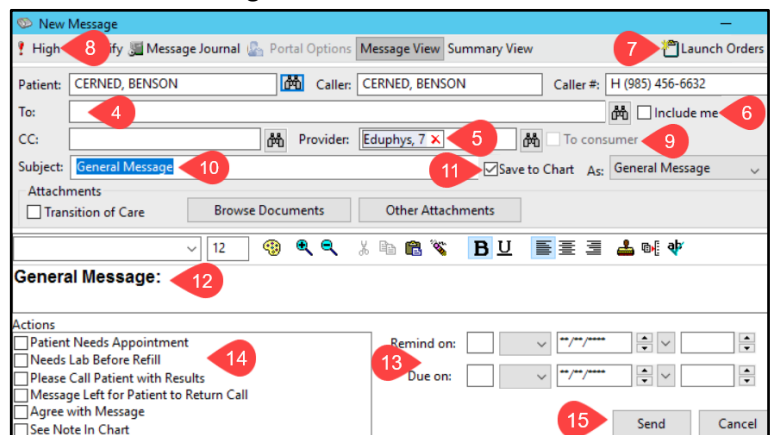 New Message
High 8 ify Message Journal Portal Options Message View Summary View 7 Launch Orders
Patient: CERNED, BENSON Caller: CERNED, BENSON Caller #: H (985) 456-6632
To: 4 Include me 6
CC: Provider: Eduphys, 7 5 To consumer 9
Subject: General Message 10 11 Save to Chart As: General Message
Attachments
Transition of Care Browse Documents Other Attachments
12 B U
General Message: 12
Actions
Patient Needs Appointment Remind on: **/**/****
Needs Lab Before Refill 14 13
Please Call Patient with Results Due on: **/**/****
Message Left for Patient to Return Call
Agree with Message
See Note In Chart 15 Send Cancel